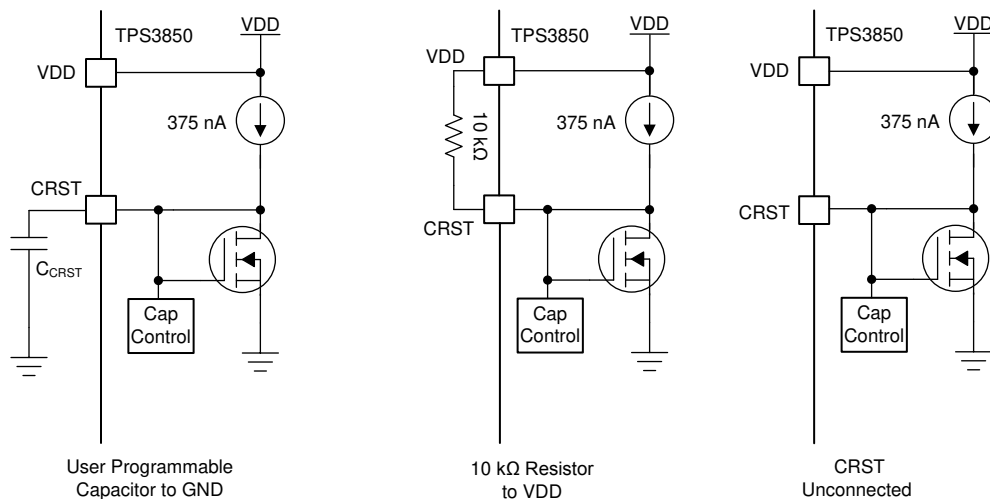 TPS3850
VDD
VDD
375 nA
CRST
CCRST
Cap
Control
User Programmable
Capacitor to GND
TPS3850
VDD
VDD
10 kΩ
375 nA
CRST
Cap
Control
10 kΩ Resistor
to VDD
TPS3850
VDD
VDD
375 nA
CRST
Cap
Control
CRST
Unconnected